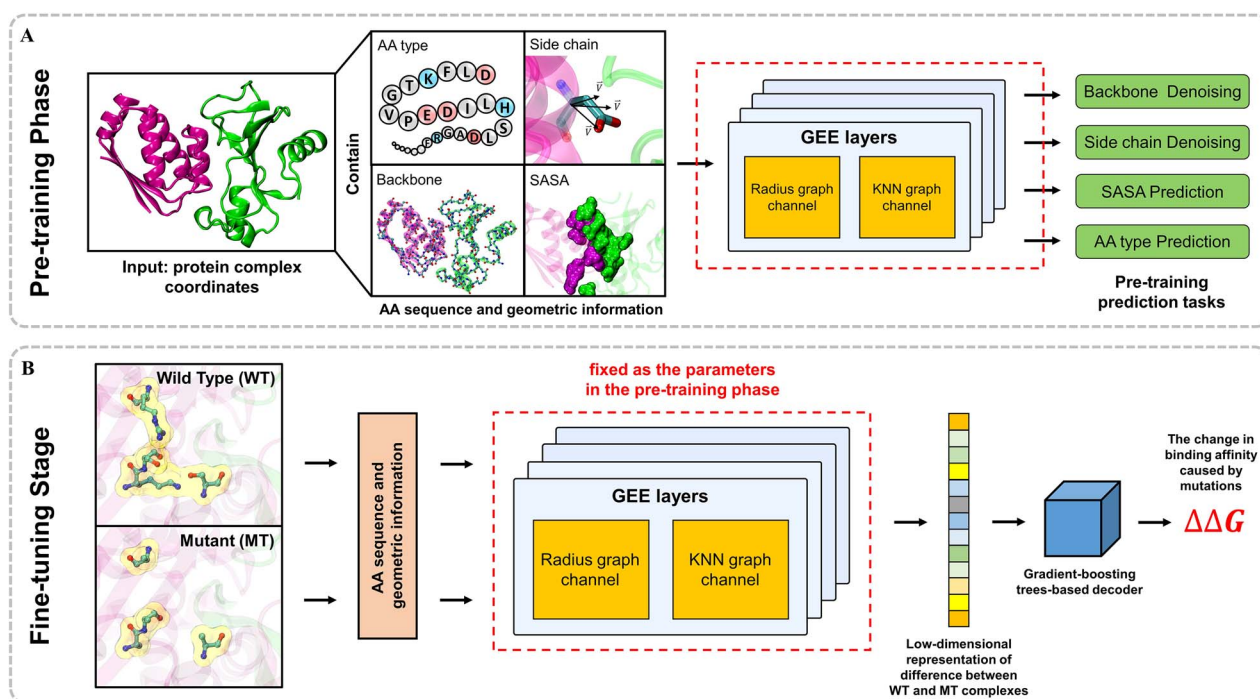 A
Pre-training Phase
Input: protein complex
coordinates
Contain
AA type
G T K F L D
V P E D I L H
F R G A D L S
Side chain
V
V
V
Backbone
SASA
AA sequence and geometric information
GEE layers
Radius graph
channel
KNN graph
channel
Backbone Denoising
Side chain Denoising
SASA Prediction
AA type Prediction
Pre-training
prediction tasks
B
Fine-tuning Stage
Wild Type (WT)
Mutant (MT)
AA sequence and
geometric information
fixed as the parameters
in the pre-training phase
GEE layers
Radius graph
channel
KNN graph
channel
Low-dimensional
representation of
difference between
WT and MT complexes
Gradient-boosting
trees-based decoder
The change in
binding affinity
caused by
mutations
ΔΔG